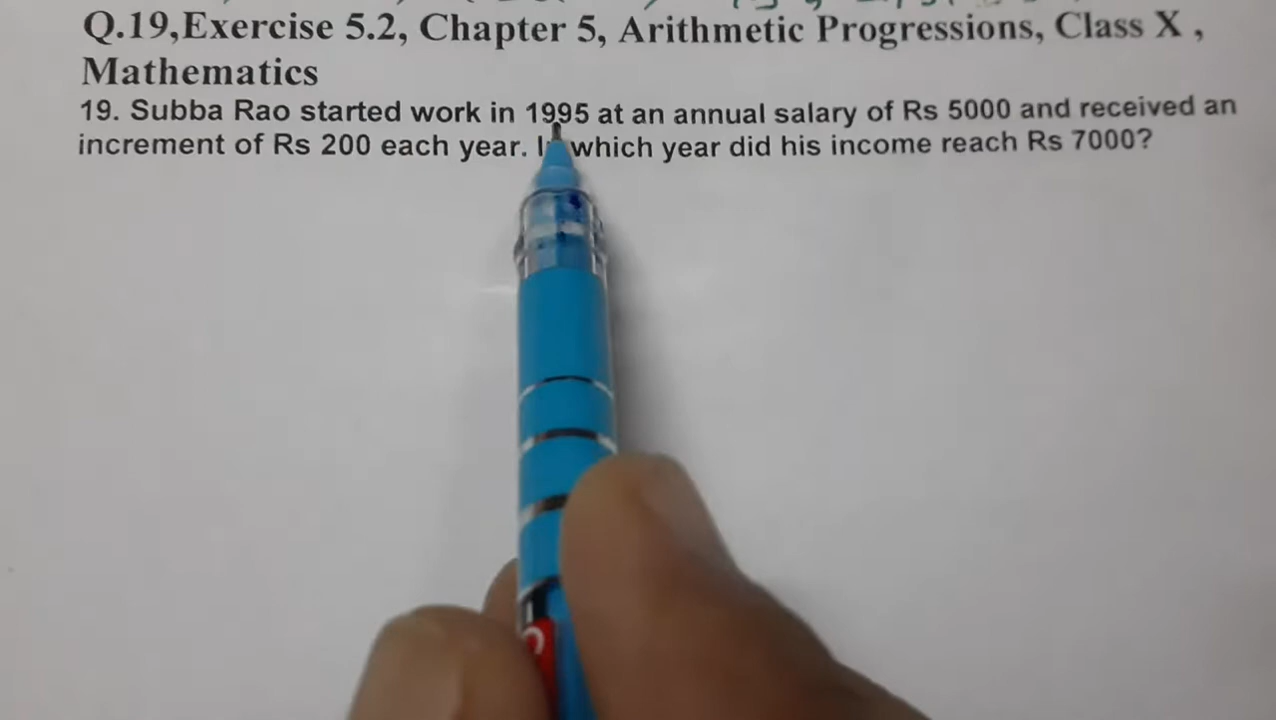 Q.19,Exercise 5.2, Chapter 5, Arithmetic Progressions, Class X ,
Mathematics
19. Subba Rao started work in 1995 at an annual salary of Rs 5000 and received an
increment of Rs 200 each year. which year did his income reach Rs 7000?